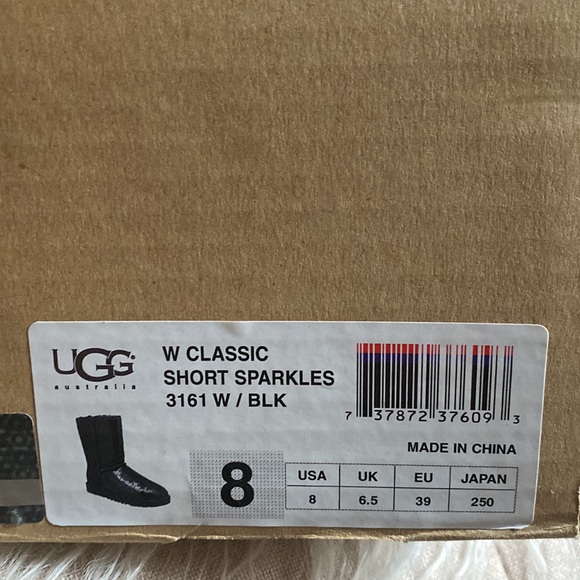 UGG®
australia
W CLASSIC
SHORT SPARKLES
3161 W / BLK
7 37872 37609 3
MADE IN CHINA
8
USA UK EU JAPAN
8 6.5 39 250